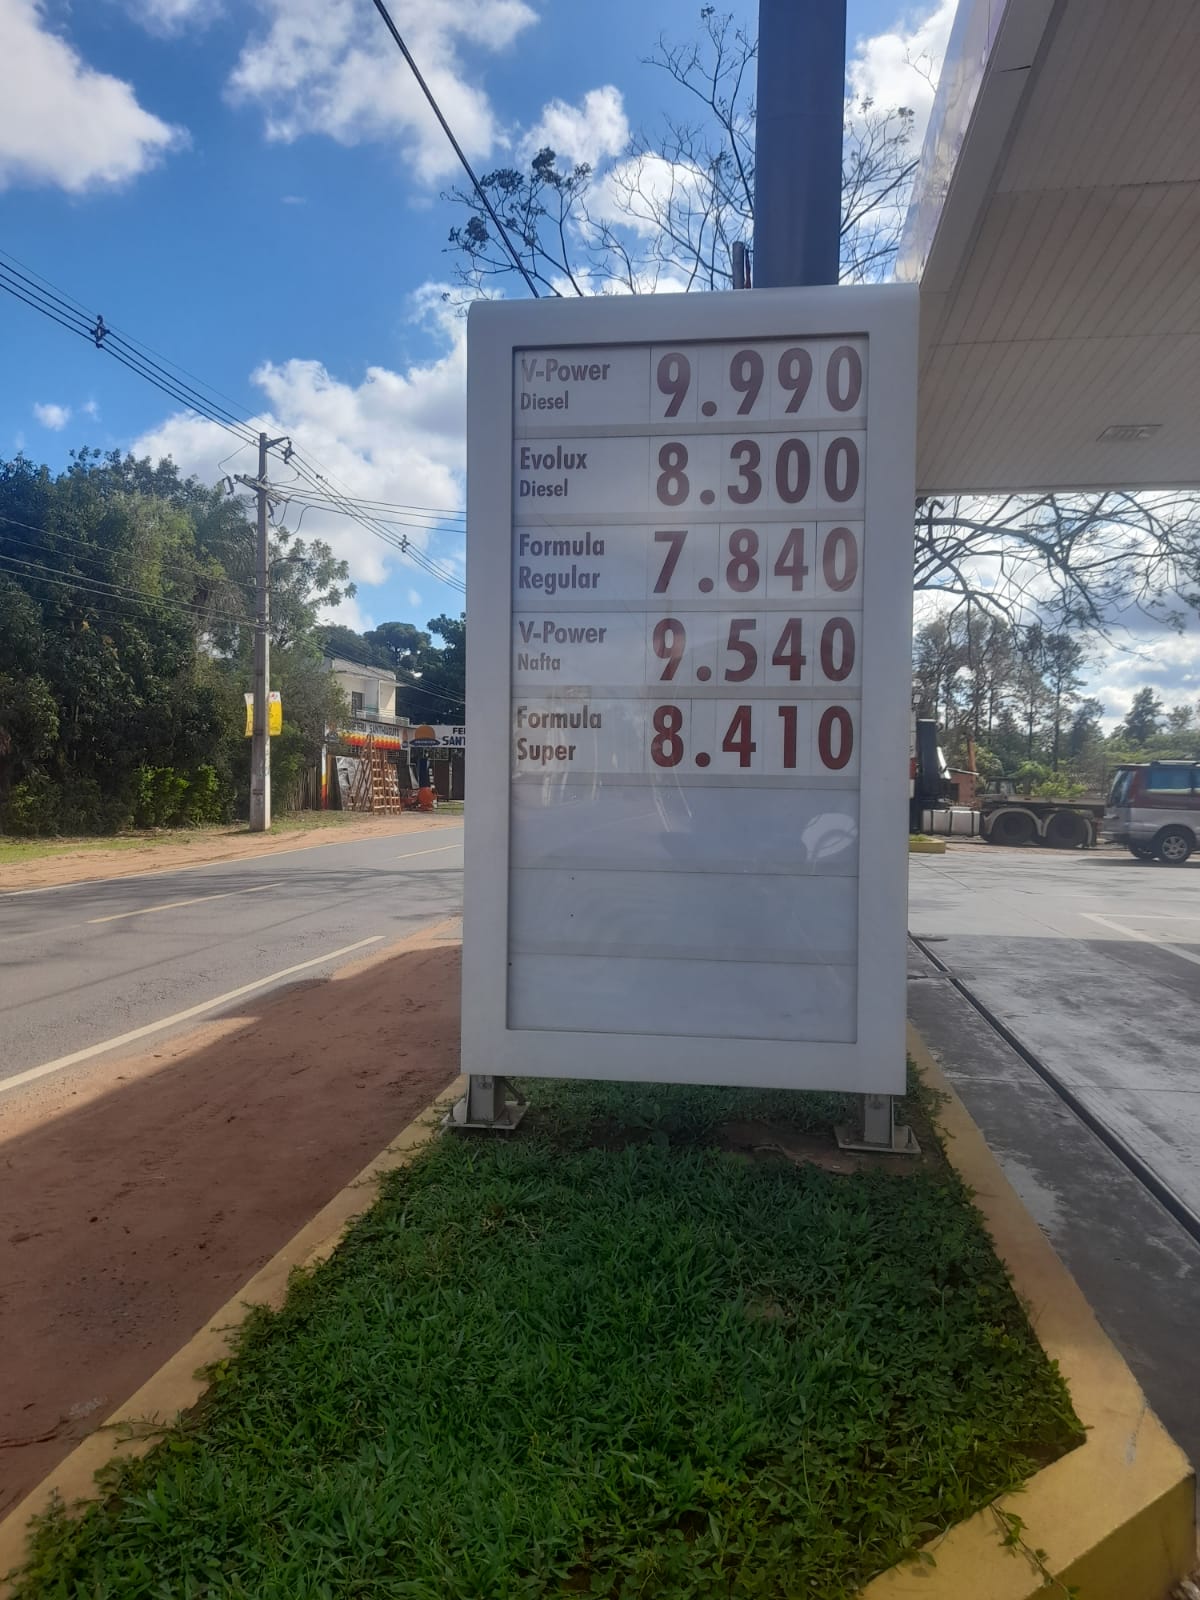 V-Power
Diesel
9.990
Evolux
Diesel
8.300
Formula
Regular
7.840
V-Power
Nafta
9.540
Formula
Super
8.410